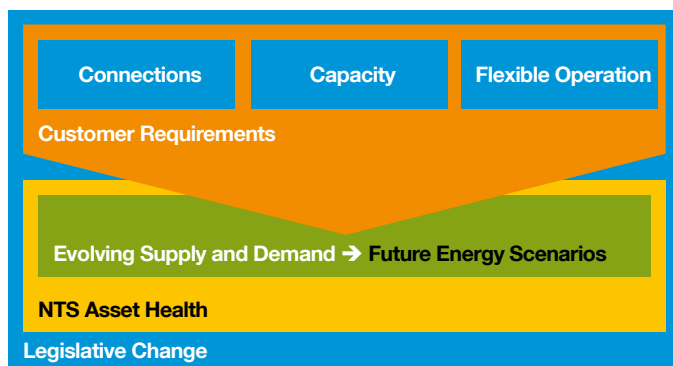 Connections
Capacity
Flexible Operation
Customer Requirements
Evolving Supply and Demand ➔ Future Energy Scenarios
NTS Asset Health
Legislative Change